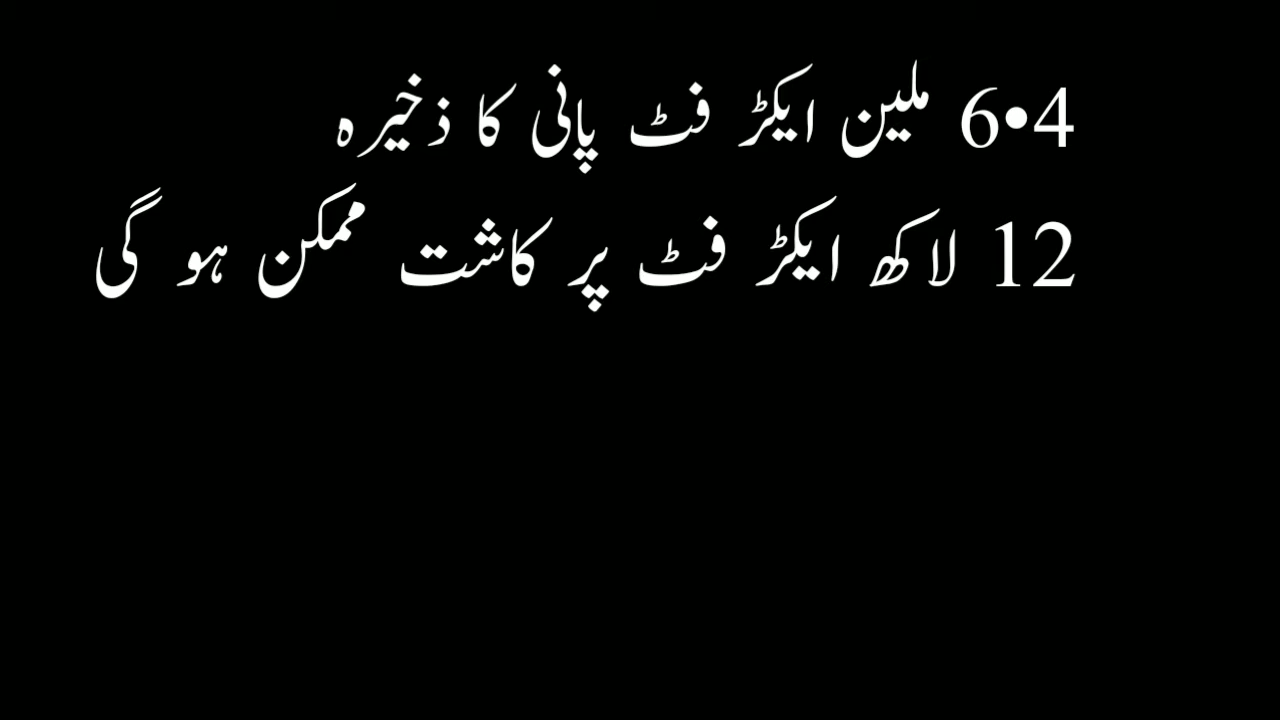 6•4 ملین ایکڑ فٹ پانی کا ذخیرہ
12 لاکھ ایکڑ فٹ پر کاشت ممکن ہو گی